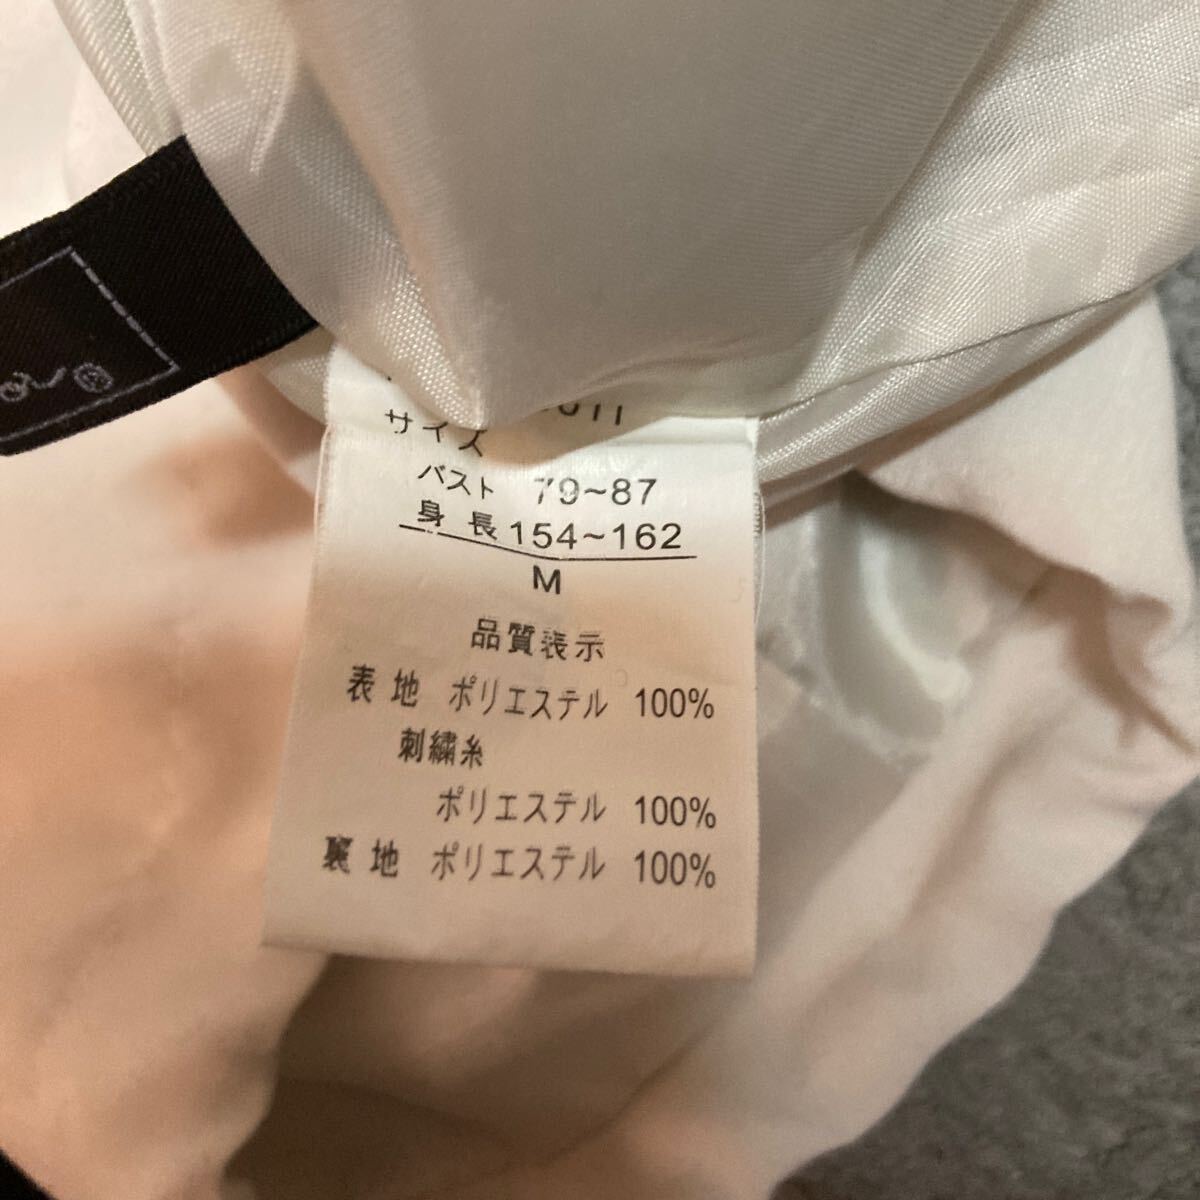 サイズ
バスト 79~87
身長 154~162
M
品質表示
表地 ポリエステル 100%
刺繍糸
ポリエステル 100%
裏地 ポリエステル 100%